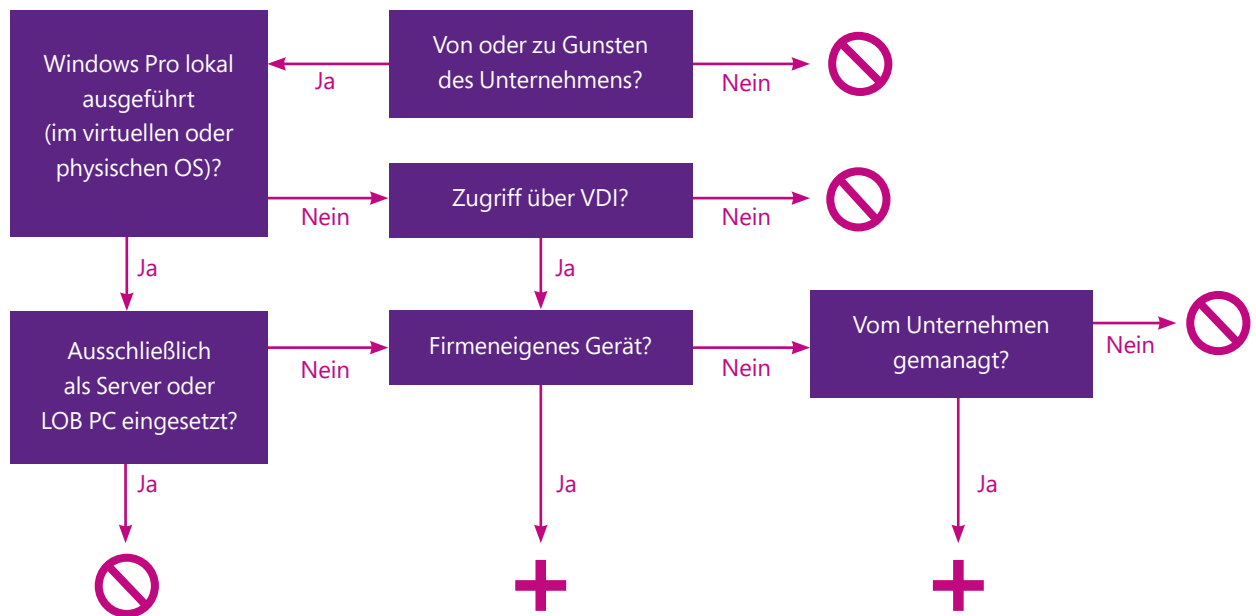 Von oder zu Gunsten
des Unternehmens?
Ja
Nein
Windows Pro lokal
ausgeführt
(im virtuellen oder
physischen OS)?
Nein
Zugriff über VDI?
Nein
Ja
Ja
Ausschließlich
als Server oder
LOB PC eingesetzt?
Nein
Firmeneigenes Gerät?
Nein
Vom Unternehmen
gemanagt?
Nein
Ja
Ja
Ja